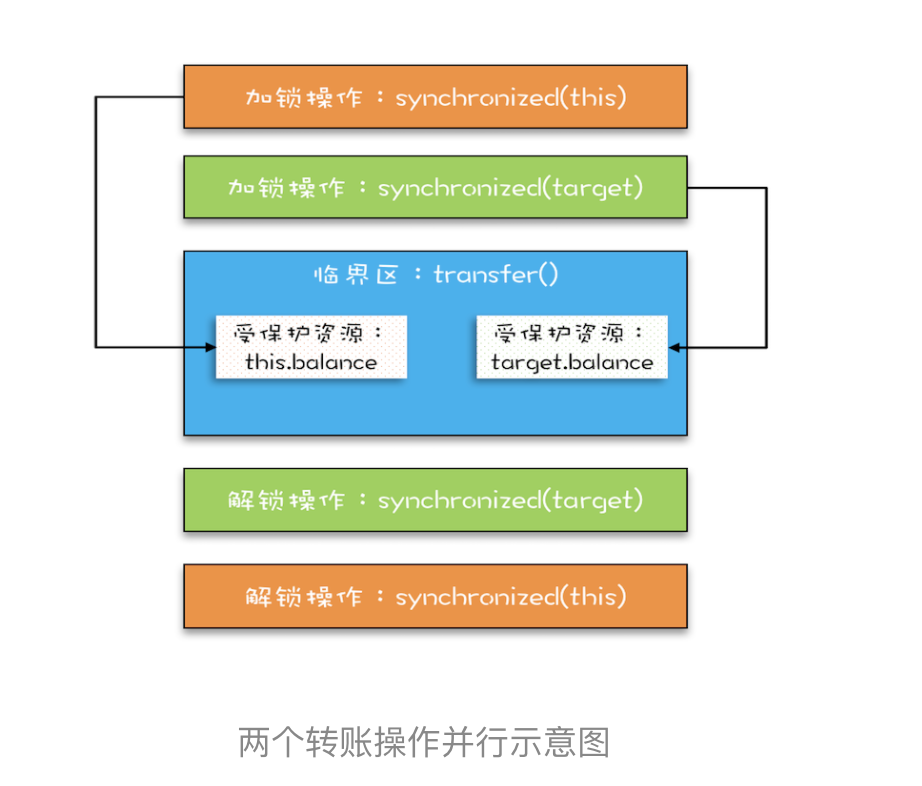 加锁操作：synchronized(this)
加锁操作：synchronized(target)
临界区：transfer()
受保护资源：
this.balance
受保护资源：
target.balance
解锁操作：synchronized(target)
解锁操作：synchronized(this)
两个转账操作并行示意图